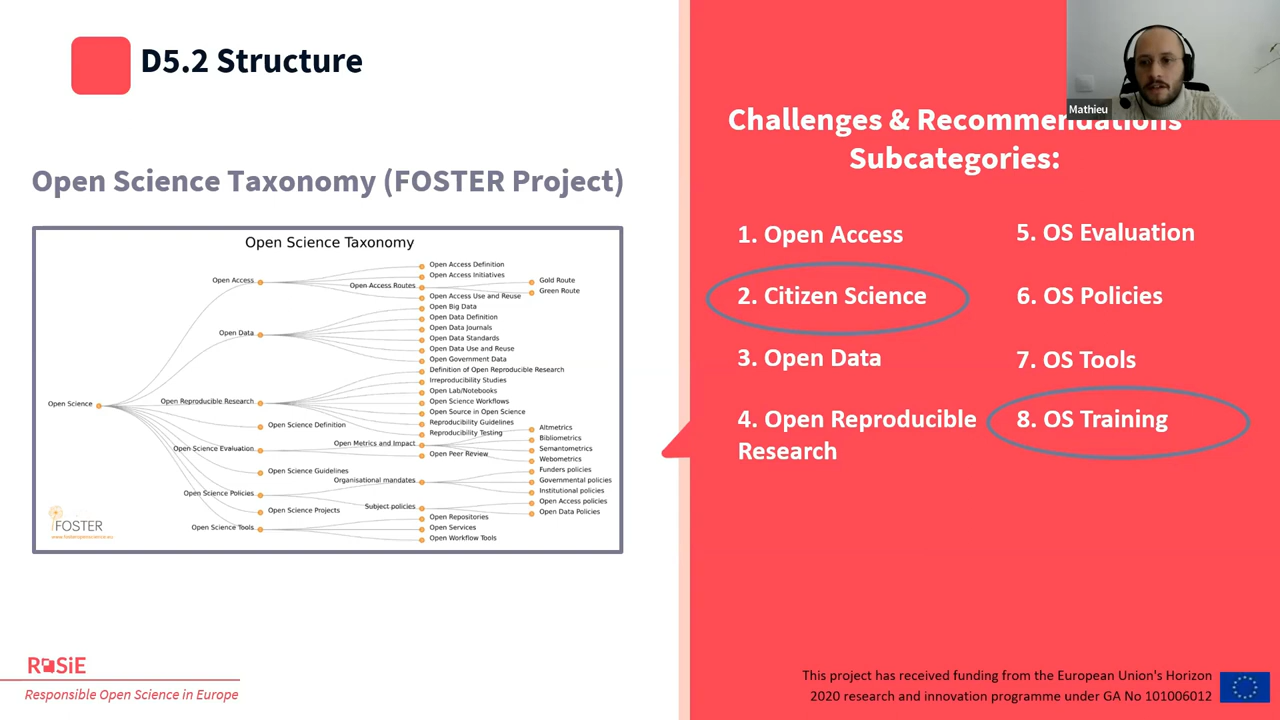 D5.2 Structure
Mathieu
Challenges & Recommendations
Subcategories:
Open Science Taxonomy (FOSTER Project)
Open Science Taxonomy
Open Science
Open Access
Open Data
Open Reproducible Research
Open Science Definition
Open Science Evaluation
Open Science Guidelines
Open Science Policies
Open Science Projects
Open Science Tools
Open Access Definition
Open Access Initiatives
Open Access Routes
Gold Route
Green Route
Open Access Use and Reuse
Open Big Data
Open Data Definition
Open Data Journals
Open Data Standards
Open Data Use and Reuse
Open Government Data
Definition of Open Reproducible Research
Irreproducibility Studies
Open Lab/Notebooks
Open Science Workflows
Open Source in Open Science
Reproducibility Guidelines
Reproducibility Testing
Open Metrics and Impact
Altmetrics
Bibliometrics
Semantometrics
Webometrics
Open Peer Review
Organisational mandates
Funders policies
Governmental policies
Institutional policies
Subject policies
Open Access policies
Open Data Policies
Open Repositories
Open Services
Open Workflow Tools
FOSTER
www.fosteropenscience.eu
1. Open Access
2. Citizen Science
3. Open Data
4. Open Reproducible
Research
5. OS Evaluation
6. OS Policies
7. OS Tools
8. OS Training
ROSiE
Responsible Open Science in Europe
This project has received funding from the European Union's Horizon
2020 research and innovation programme under GA No 101006012